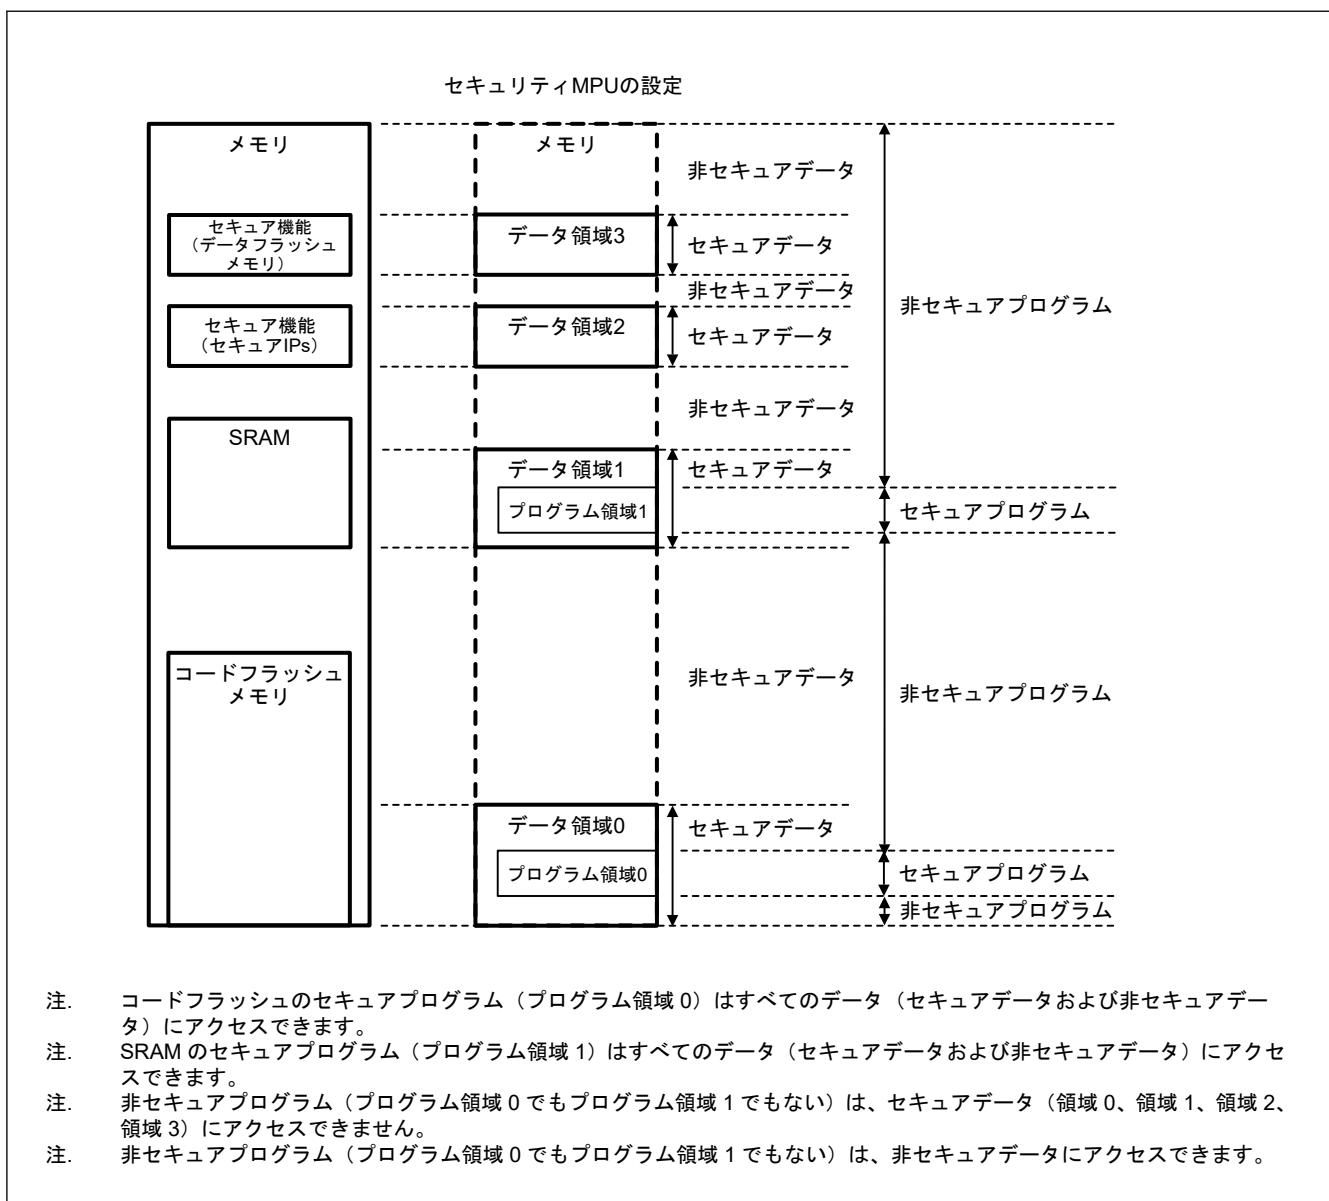 セキュリティMPUの設定
メモリ
メモリ
非セキュアデータ
セキュア機能
（データフラッシュ
メモリ）
データ領域3
セキュアデータ
非セキュアデータ
非セキュアプログラム
セキュア機能
（セキュアIPs）
データ領域2
セキュアデータ
非セキュアデータ
SRAM
データ領域1
セキュアデータ
プログラム領域1
セキュアプログラム
コードフラッシュ
メモリ
非セキュアデータ
非セキュアプログラム
データ領域0
セキュアデータ
プログラム領域0
セキュアプログラム
非セキュアプログラム
注. コードフラッシュのセキュアプログラム（プログラム領域 0）はすべてのデータ（セキュアデータおよび非セキュアデー
タ）にアクセスできます。
注. SRAM のセキュアプログラム（プログラム領域 1）はすべてのデータ（セキュアデータおよび非セキュアデータ）にアクセ
スできます。
注. 非セキュアプログラム（プログラム領域 0 でもプログラム領域 1 でもない）は、セキュアデータ（領域 0、領域 1、領域 2、
領域 3）にアクセスできません。
注. 非セキュアプログラム（プログラム領域 0 でもプログラム領域 1 でもない）は、非セキュアデータにアクセスできます。